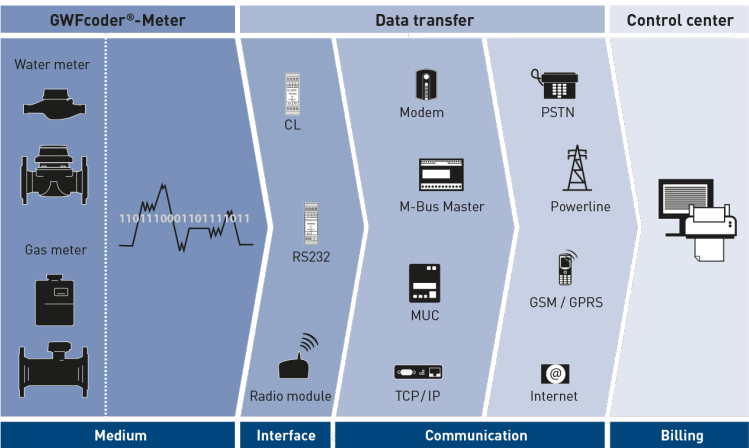 GWFcoder®-Meter
Data transfer
Control center
Water meter
Gas meter
11011100011011111011
CL
RS232
Radio module
Modem
M-Bus Master
MUC
TCP/IP
PSTN
Powerline
GSM / GPRS
@
Internet
Medium
Interface
Communication
Billing